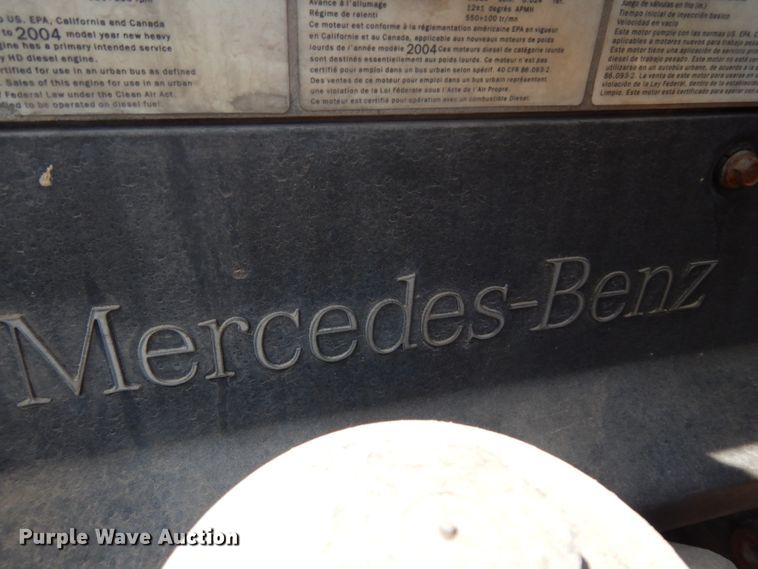 US, EPA, California and Canada
to 2004 model year new heavy
has a primary intended service
HD diesel engine.
for use in an urban bus as defined
Sales of this engine for use in an urban
Federal Law under the Clean Air Act.
to be operated on diesel fuel.
Avance à l'allumage
12±1 degrés APMH
Régime de ralenti
550+100 tr/mn
Ce moteur est conforme à la réglementation américaine EPA en vigueur
en Californie et au Canada, applicable aux nouveaux moteurs de poids
lourds de l'année modèle 2004 Ces moteurs diesel de catégorie lourde
sont destinés essentiellement aux poids lourds. Ce moteur n'est pas
certifié pour emploi dans un bus urbain selon spécif. 40 CFR 86.093-2.
Des ventes de ce moteur pour emploi dans un bus urbain représentent
une violation de la Loi Fédérale sous l'Acte de l'Air Propre.
Ce moteur est certifié pour opération avec un combustible Diesel.
Juego de válvulas en frio (in.)
Tiempo inicial de inyección basico
Velocidad en vacío
Este motor cumple con las normas US, EPA,
aplicables a motores nuevos para trabajo pesado
Este motor tiene una aplicación de servicio
diesel de trabajo pesado. Este motor no está
utilizarse en un autobús urbano, de acuerdo a la
86.093-2. La venta de este motor para usarse en
violación de la Ley Federal, dentro de lo
Limpio. Este motor está certificado para operar con
Mercedes-Benz
Purple Wave Auction